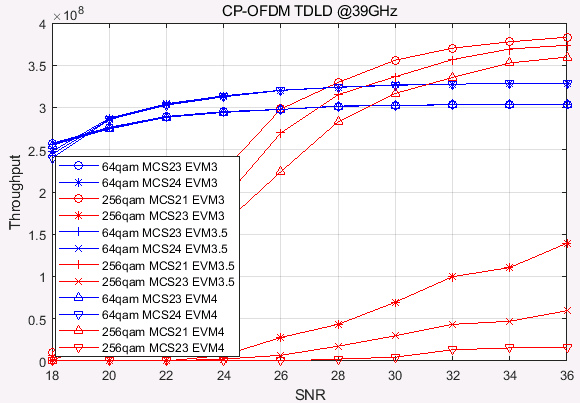 CP-OFDM TDLD @39GHz
×10^8
4
3.5
3
2.5
2
1.5
1
0.5
0
Throughput
64qam MCS23 EVM3
64qam MCS24 EVM3
256qam MCS21 EVM3
256qam MCS23 EVM3
64qam MCS23 EVM3.5
64qam MCS24 EVM3.5
256qam MCS21 EVM3.5
256qam MCS23 EVM3.5
64qam MCS23 EVM4
64qam MCS24 EVM4
256qam MCS21 EVM4
256qam MCS23 EVM4
18 20 22 24 26 28 30 32 34 36
SNR